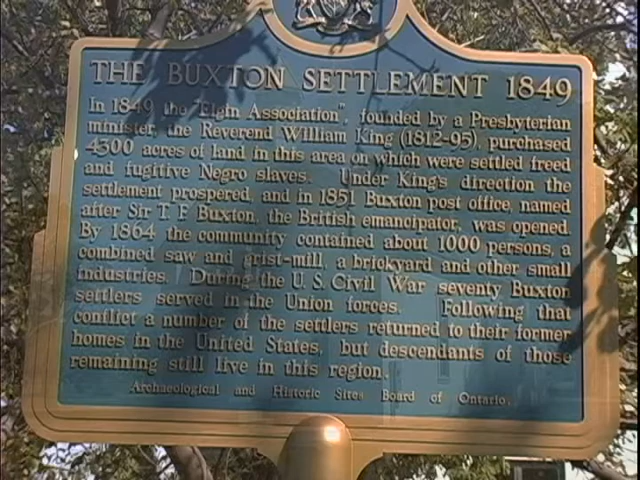 THE BUXTON SETTLEMENT 1849
In 1849 the "Elgin Association", founded by a Presbyterian
minister, the Reverend William King (1812-95), purchased
4300 acres of land in this area on which were settled freed
and fugitive Negro slaves. Under King's direction the
settlement prospered, and in 1851 Buxton post office, named
after Sir T. F. Buxton, the British emancipator, was opened.
By 1864 the community contained about 1000 persons, a
combined saw and grist-mill, a brickyard and other small
industries. During the U.S. Civil War seventy Buxton
settlers served in the Union forces. Following that
conflict a number of the settlers returned to their former
homes in the United States, but descendants of those
remaining still live in this region.
Archaeological and Historic Sites Board of Ontario.